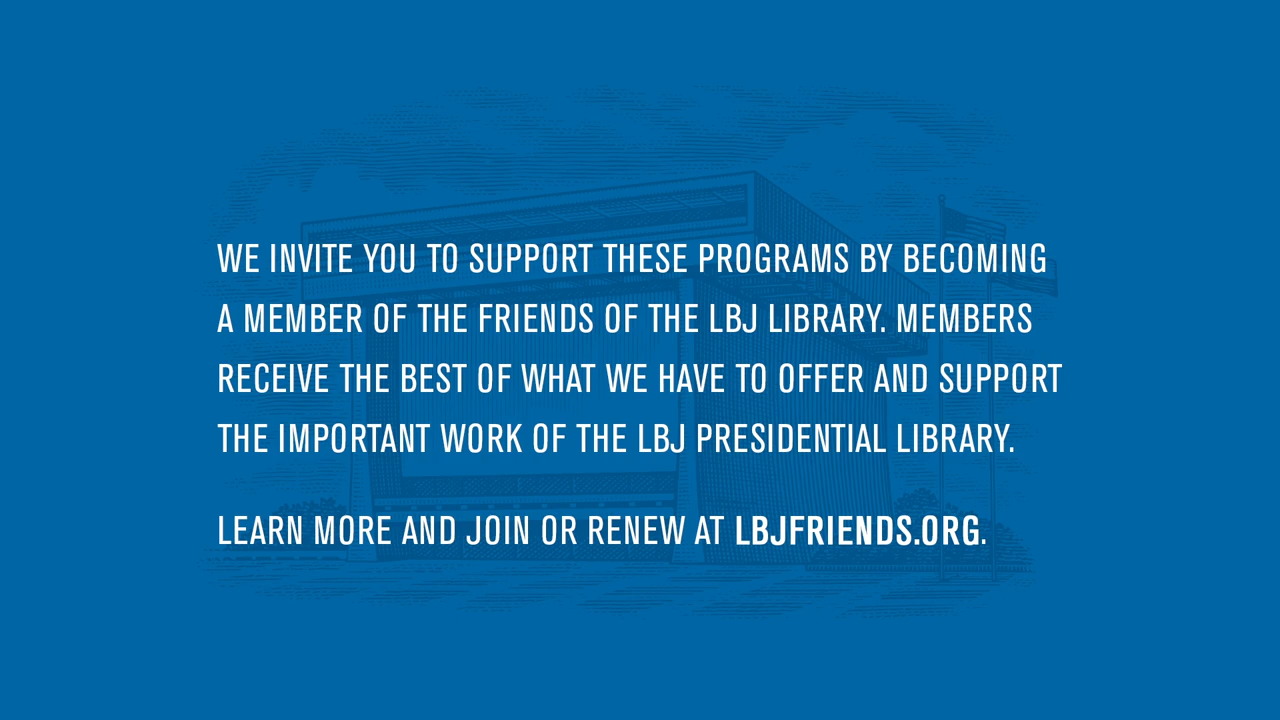 WE INVITE YOU TO SUPPORT THESE PROGRAMS BY BECOMING
A MEMBER OF THE FRIENDS OF THE LBJ LIBRARY. MEMBERS
RECEIVE THE BEST OF WHAT WE HAVE TO OFFER AND SUPPORT
THE IMPORTANT WORK OF THE LBJ PRESIDENTIAL LIBRARY.
LEARN MORE AND JOIN OR RENEW AT LBJFRIENDS.ORG.